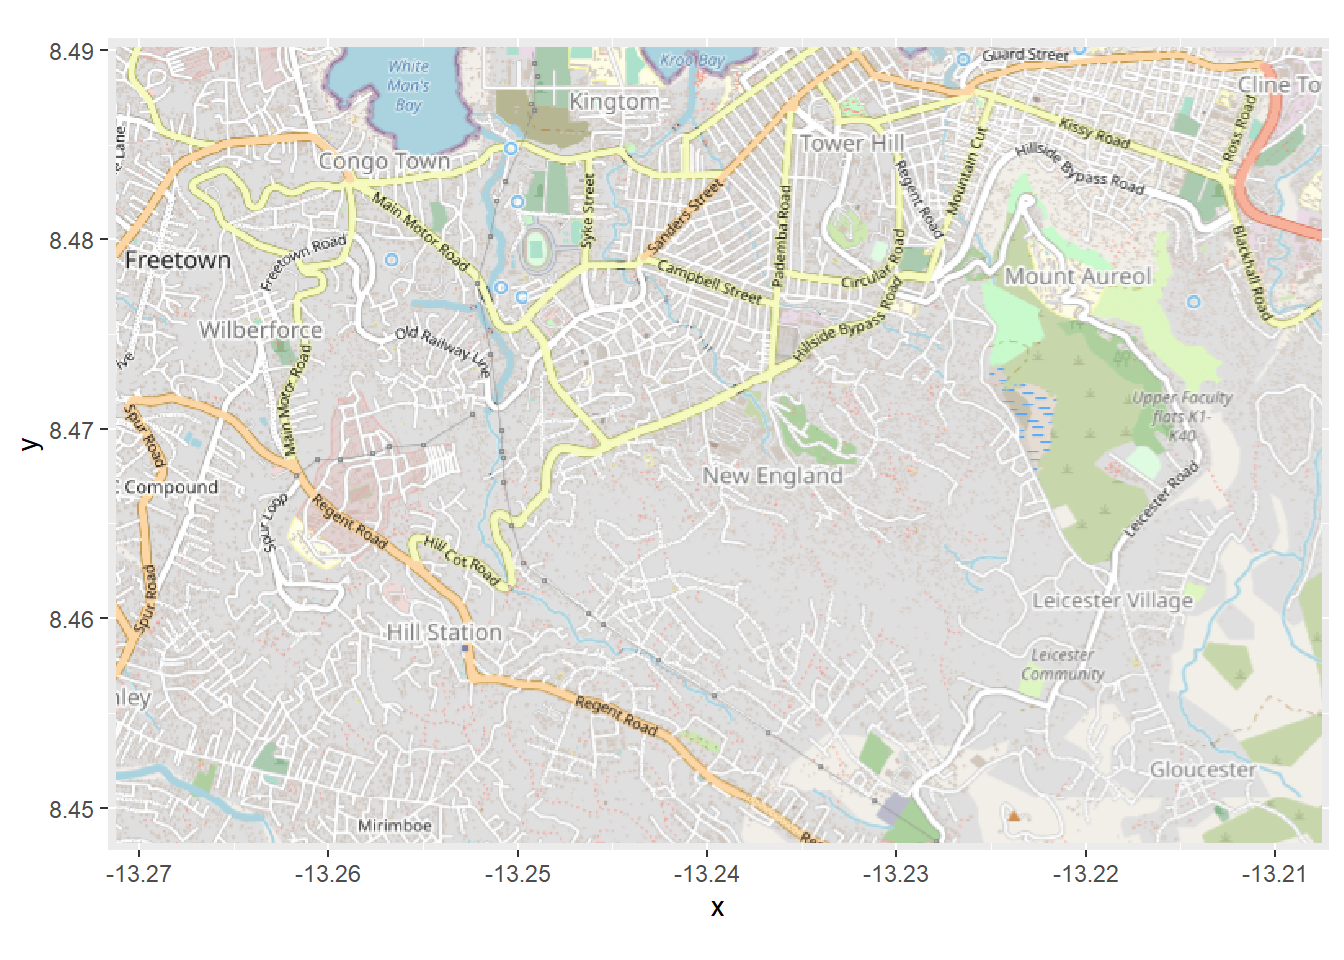 8.49
8.48
8.47
8.46
8.45
y
White
Man's
Bay
Kroo Bay
Guard Street
Cline To
Kingtom
Lane
Congo Town
Tower Hill
Kissy Road
Ross Road
Hillside Bypass Road
Mountain Cut
Regent Road
Main Motor Road
Syke Street
Sanders Street
Pademba Road
Freetown
Freetown Road
Campbell Street
Circular Road
Mount Aureol
Blackhall Road
Wilberforce
Old Railway Line
Hillside Bypass Road
Main Motor Road
Upper Faculty
flats K1-
K40
Spur Road
Compound
New England
Spur Loop
Regent Road
Hill Cot Road
Leicester Road
Spur Road
Leicester Village
Hill Station
Leicester
Community
nley
Regent Road
Gloucester
Mirimboe
Re
-13.27
-13.26
-13.25
-13.24
-13.23
-13.22
-13.21
x